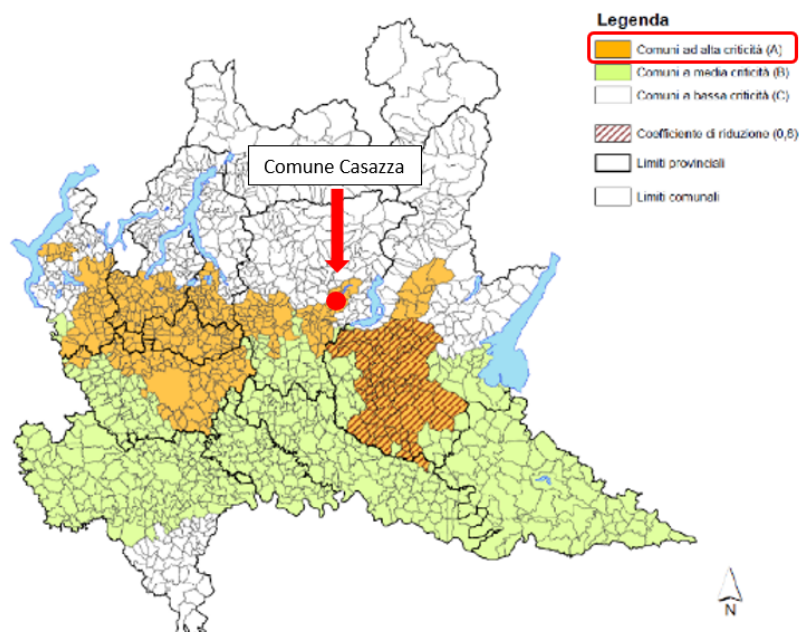 Legenda
Comuni ad alta criticità (A)
Comuni a media criticità (B)
Comuni a bassa criticità (C)
Coefficiente di riduzione (0,8)
Limiti provinciali
Limiti comunali
Comune Casazza
N